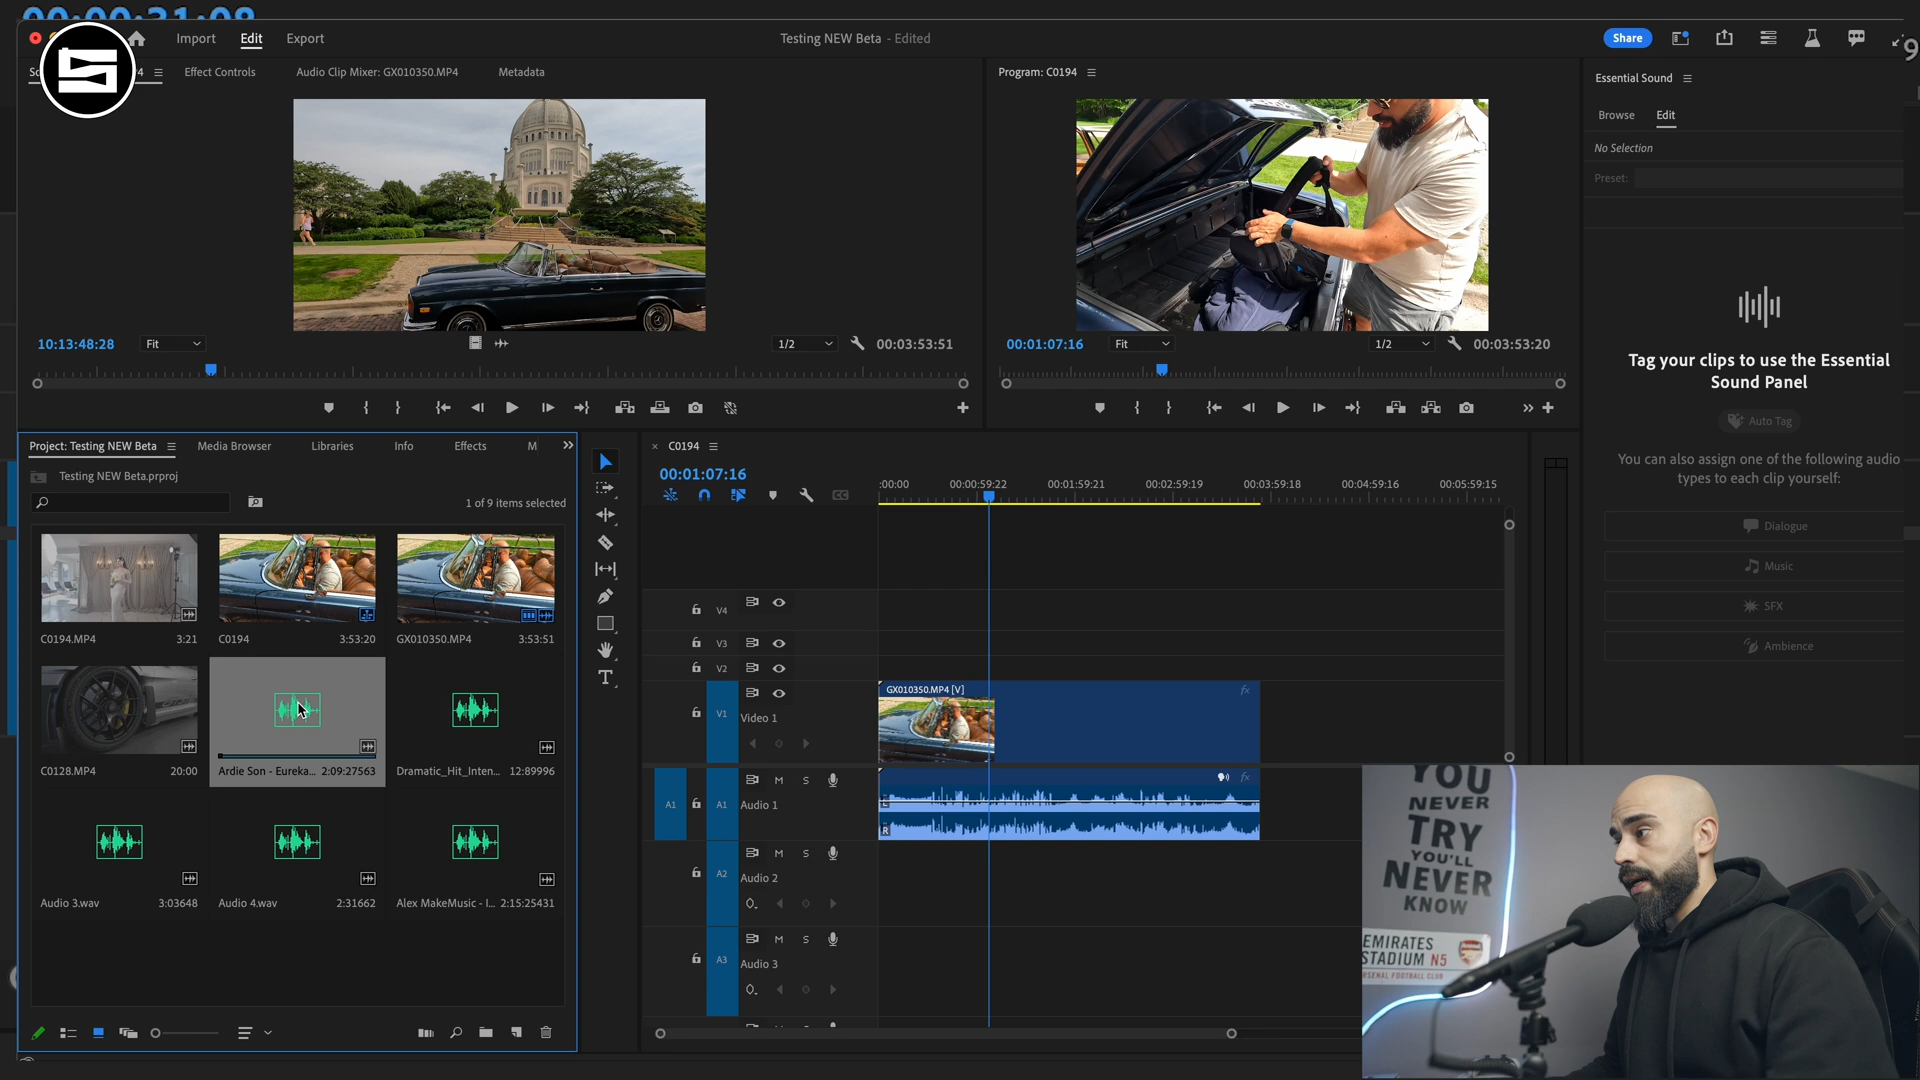 00:00:31:08
Import
Edit
Export
Testing NEW Beta - Edited
Share
Effect Controls
Audio Clip Mixer: GX010350.MP4
Metadata
Program: C0194
Essential Sound
Browse
Edit
No Selection
Preset:
10:13:48:28
Fit
1/2
00:03:53:51
00:01:07:16
Fit
1/2
00:03:53:20
Tag your clips to use the Essential
Sound Panel
Auto Tag
You can also assign one of the following audio
types to each clip yourself:
Dialogue
Music
SFX
Ambience
Project: Testing NEW Beta
Media Browser
Libraries
Info
Effects
M
Testing NEW Beta.prproj
1 of 9 items selected
C0194.MP4
3:21
C0194
3:53:20
GX010350.MP4
3:53:51
C0128.MP4
20:00
Ardie Son - Eureka...
2:09:27563
Dramatic_Hit_Inten...
12:89996
Audio 3.wav
3:03648
Audio 4.wav
2:31662
Alex MakeMusic - I...
2:15:25431
C0194
00:01:07:16
:00:00
00:00:59:22
00:01:59:21
00:02:59:19
00:03:59:18
00:04:59:16
00:05:59:15
V4
V3
V2
V1
Video 1
GX010350.MP4 [V]
fx
A1
A1
M
S
Audio 1
L
R
fx
A2
M
S
Audio 2
A3
M
S
Audio 3
YOU
NEVER
TRY
YOU'LL
NEVER
KNOW
EMIRATES
STADIUM N5
ARSENAL FOOTBALL CLUB
Arsenal